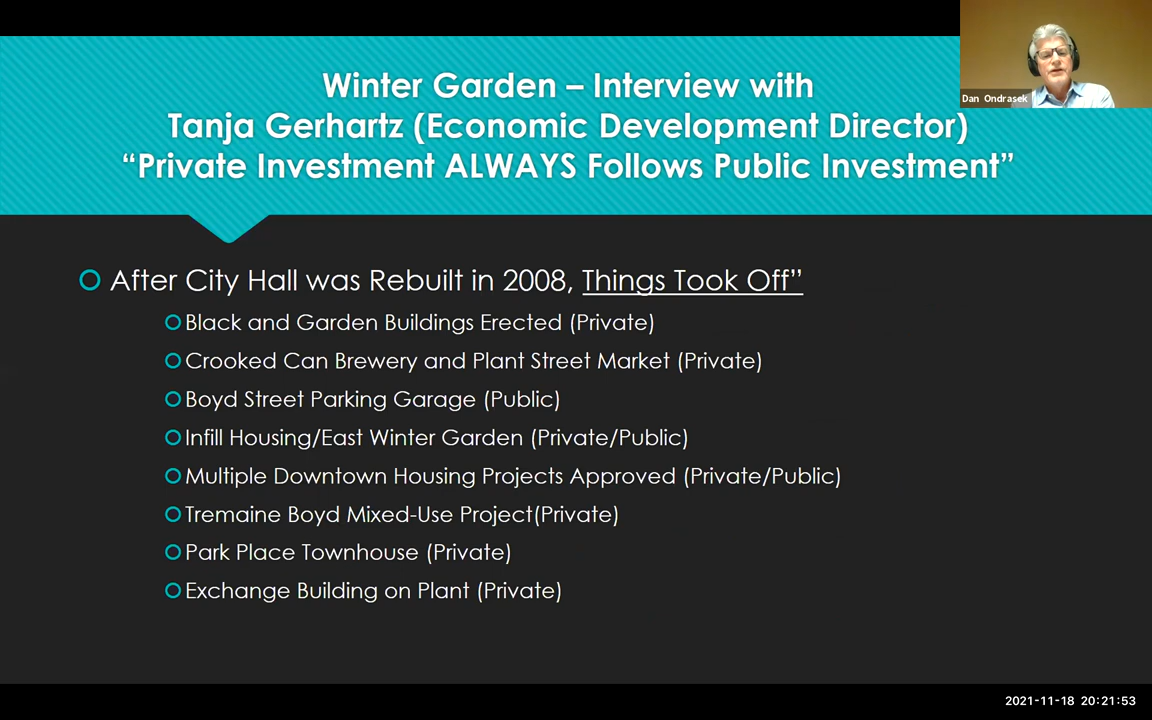 Winter Garden – Interview with
Tanja Gerhartz (Economic Development Director)
“Private Investment ALWAYS Follows Public Investment”
Dan Ondrasek
After City Hall was Rebuilt in 2008, Things Took Off”
Black and Garden Buildings Erected (Private)
Crooked Can Brewery and Plant Street Market (Private)
Boyd Street Parking Garage (Public)
Infill Housing/East Winter Garden (Private/Public)
Multiple Downtown Housing Projects Approved (Private/Public)
Tremaine Boyd Mixed-Use Project(Private)
Park Place Townhouse (Private)
Exchange Building on Plant (Private)
2021-11-18 20:21:53